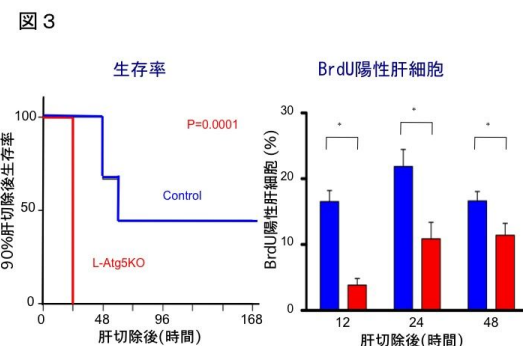 図3
生存率
P=0.0001
Control
L-Atg5KO
90%肝切除後生存率
100
50
0
0 48 96 168
肝切除後(時間)
BrdU陽性肝細胞
BrdU陽性肝細胞 (%)
30
20
10
0
* * *
12 24 48
肝切除後(時間)